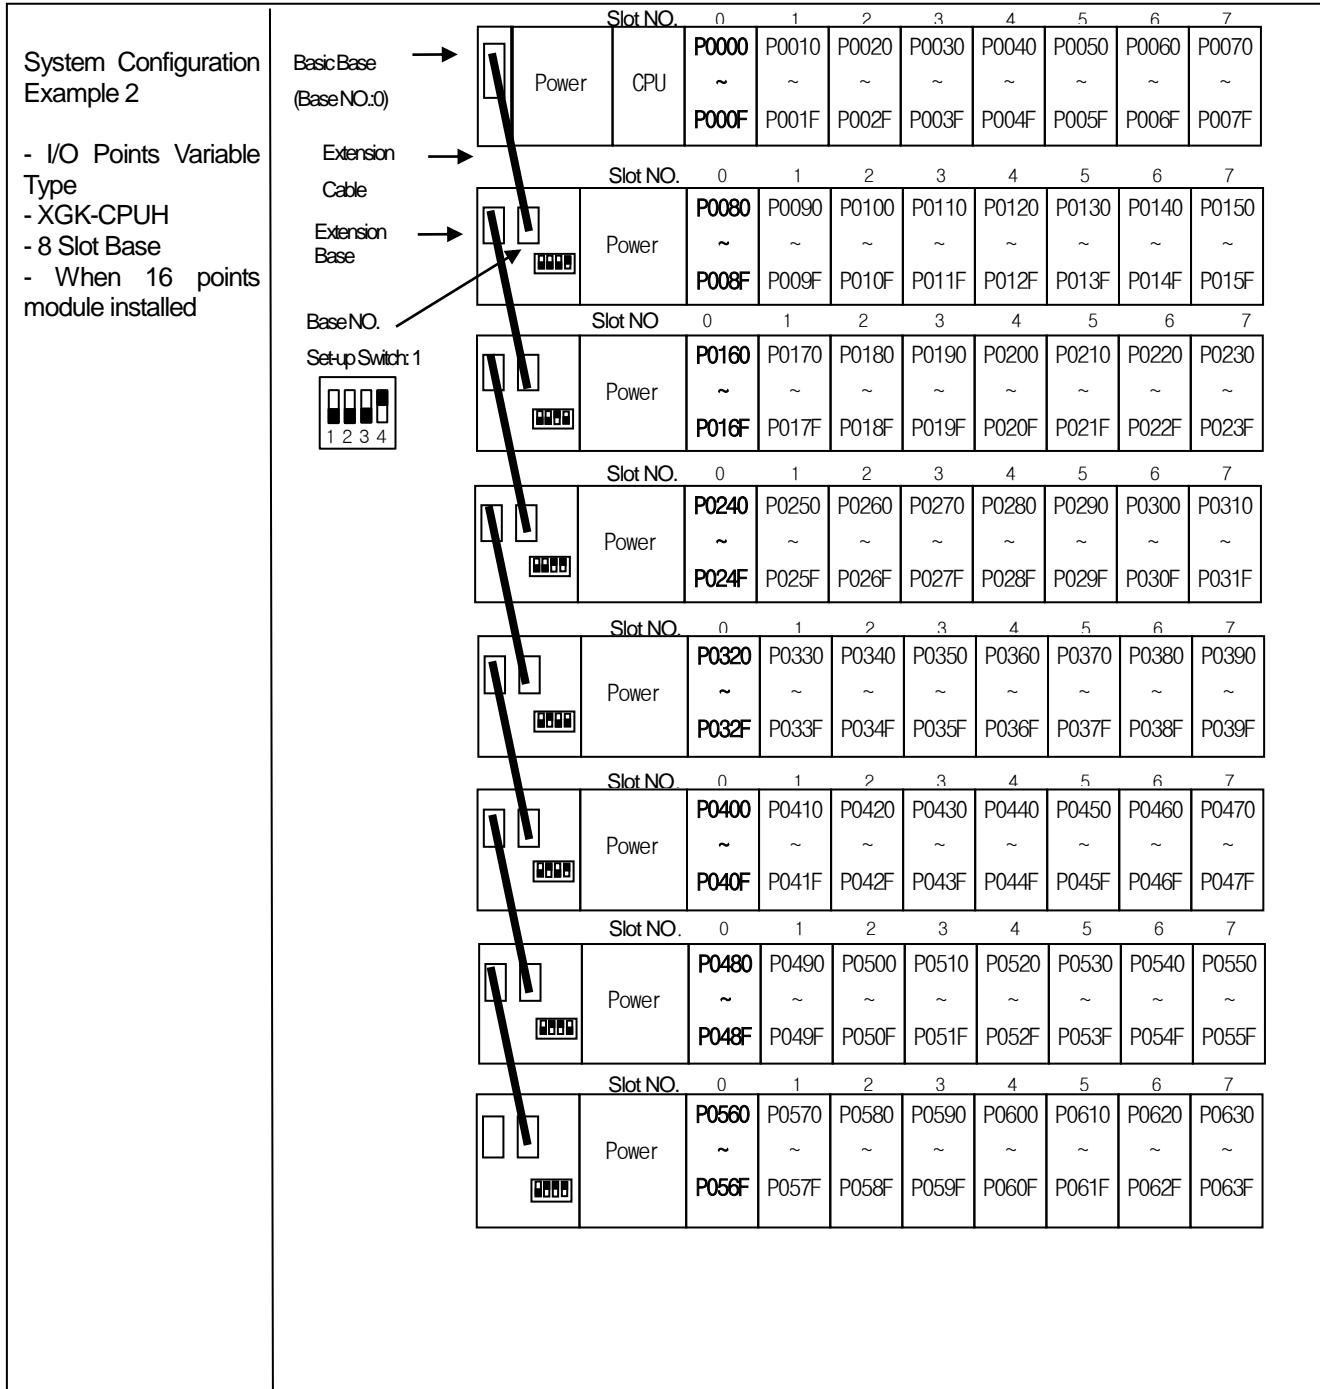 System Configuration
Example 2
- I/O Points Variable
Type
- XGK-CPUH
- 8 Slot Base
- When 16 points
module installed
Basic Base
(Base NO.:0)
Extension
Cable
Extension
Base
Base NO.
Set-up Switch: 1
1 2 3 4
Slot NO. 0 1 2 3 4 5 6 7
P0000 P0010 P0020 P0030 P0040 P0050 P0060 P0070
Power CPU ~ ~ ~ ~ ~ ~ ~ ~
P000F P001F P002F P003F P004F P005F P006F P007F
Slot NO. 0 1 2 3 4 5 6 7
P0080 P0090 P0100 P0110 P0120 P0130 P0140 P0150
Power ~ ~ ~ ~ ~ ~ ~ ~
P008F P009F P010F P011F P012F P013F P014F P015F
Slot NO 0 1 2 3 4 5 6 7
P0160 P0170 P0180 P0190 P0200 P0210 P0220 P0230
Power ~ ~ ~ ~ ~ ~ ~ ~
P016F P017F P018F P019F P020F P021F P022F P023F
Slot NO. 0 1 2 3 4 5 6 7
P0240 P0250 P0260 P0270 P0280 P0290 P0300 P0310
Power ~ ~ ~ ~ ~ ~ ~ ~
P024F P025F P026F P027F P028F P029F P030F P031F
Slot NO. 0 1 2 3 4 5 6 7
P0320 P0330 P0340 P0350 P0360 P0370 P0380 P0390
Power ~ ~ ~ ~ ~ ~ ~ ~
P032F P033F P034F P035F P036F P037F P038F P039F
Slot NO. 0 1 2 3 4 5 6 7
P0400 P0410 P0420 P0430 P0440 P0450 P0460 P0470
Power ~ ~ ~ ~ ~ ~ ~ ~
P040F P041F P042F P043F P044F P045F P046F P047F
Slot NO. 0 1 2 3 4 5 6 7
P0480 P0490 P0500 P0510 P0520 P0530 P0540 P0550
Power ~ ~ ~ ~ ~ ~ ~ ~
P048F P049F P050F P051F P052F P053F P054F P055F
Slot NO. 0 1 2 3 4 5 6 7
P0560 P0570 P0580 P0590 P0600 P0610 P0620 P0630
Power ~ ~ ~ ~ ~ ~ ~ ~
P056F P057F P058F P059F P060F P061F P062F P063F